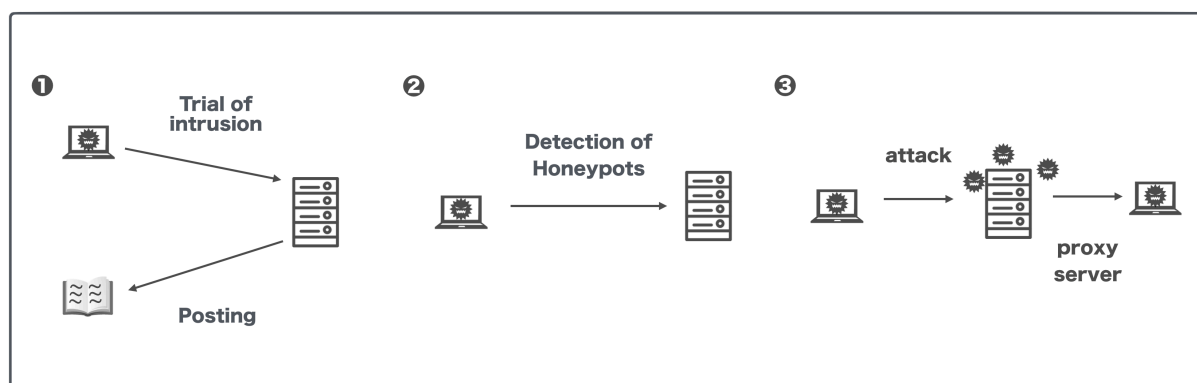 ❶
Trial of
intrusion
Posting
❷
Detection of
Honeypots
❸
attack
proxy
server